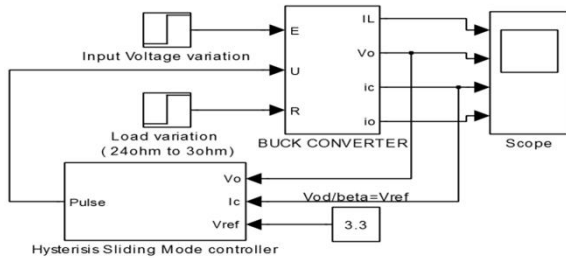 E
U
R
IL
Vo
ic
io
Input Voltage variation
Load variation
( 24ohm to 3ohm)
BUCK CONVERTER
Scope
Vo
Ic
Vref
Pulse
Vod/beta=Vref
3.3
Hysterisis Sliding Mode controller